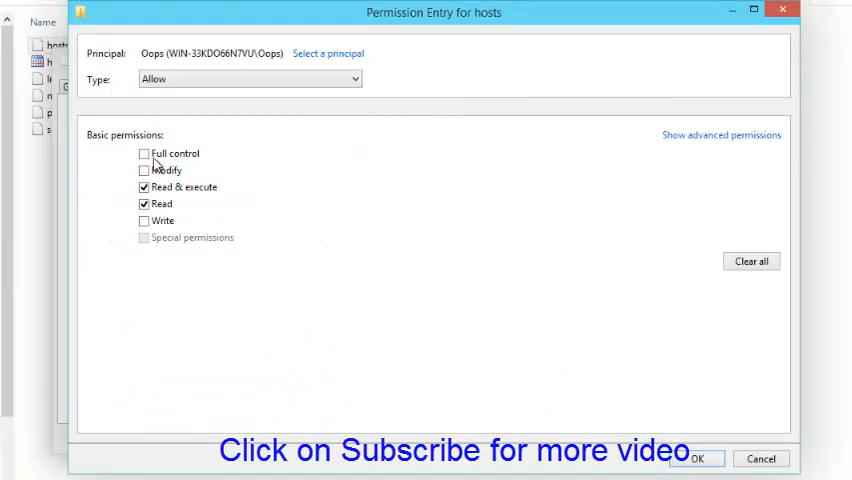 Permission Entry for hosts
Name
hosts
Principal: Oops (WIN-33KDO66N7VU\Oops) Select a principal
Type: Allow
Basic permissions: Show advanced permissions
Full control
Modify
Read & execute
Read
Write
Special permissions
Clear all
Click on Subscribe for more video
OK Cancel